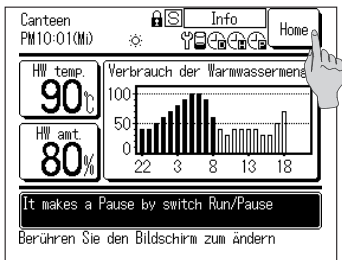 Canteen
S
Info
Home
PM10:01(Mi)
HW temp.
90℃
HW amt.
80%
Verbrauch der Warmwassermeng
100
50
0
22 3 8 13 18
It makes a Pause by switch Run/Pause
Berühren Sie den Bildschirm zum Ändern